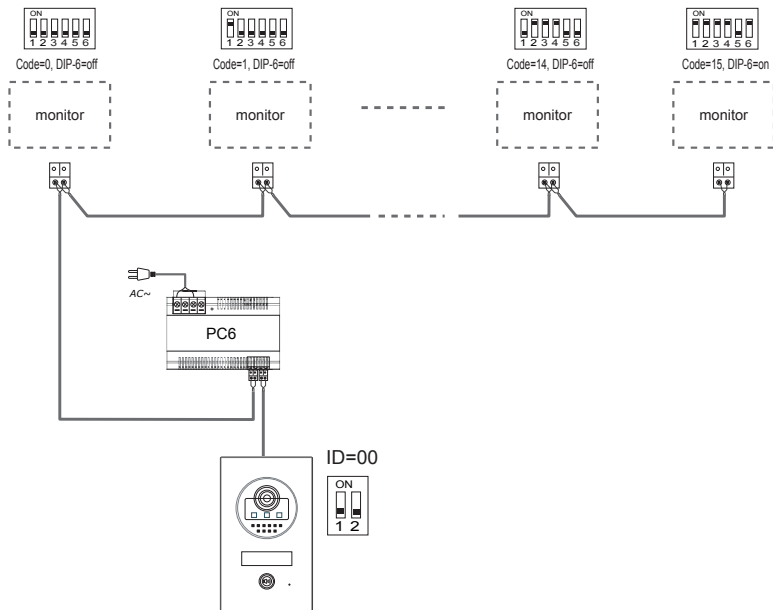 ON
1 2 3 4 5 6
Code=0, DIP-6=off
monitor
ON
1 2 3 4 5 6
Code=1, DIP-6=off
monitor
ON
1 2 3 4 5 6
Code=14, DIP-6=off
monitor
ON
1 2 3 4 5 6
Code=15, DIP-6=on
monitor
AC~
PC6
ID=00
ON
1 2